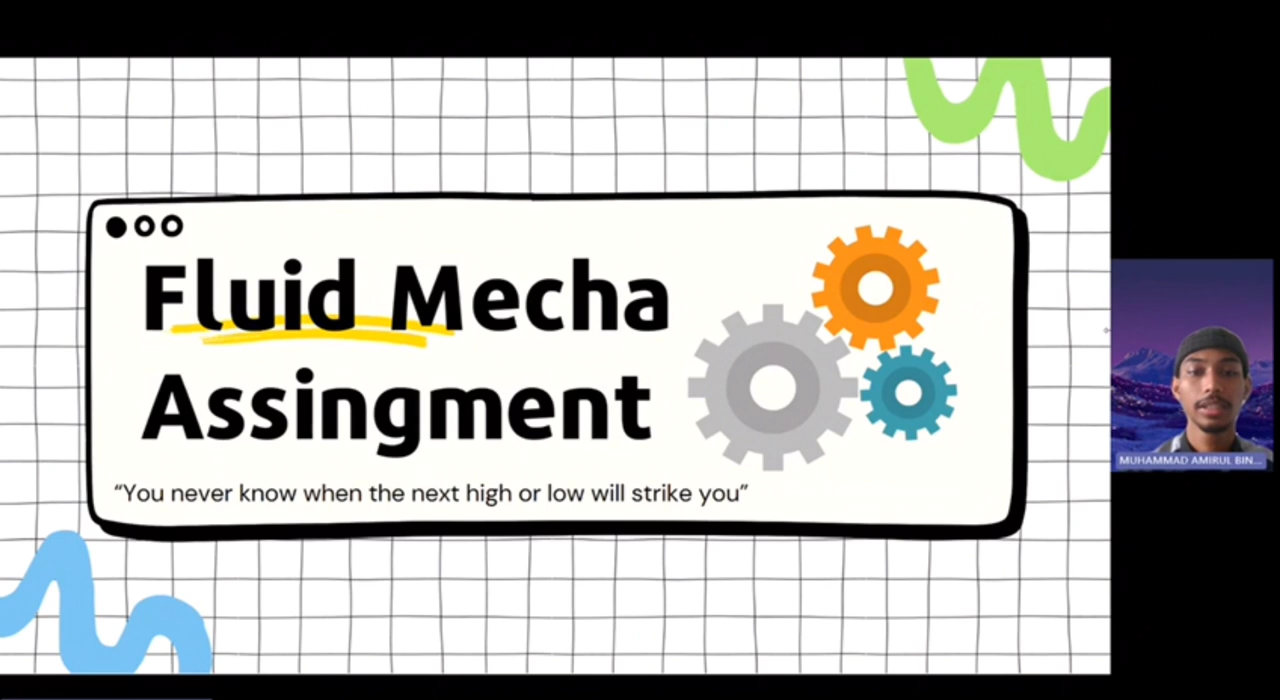 Fluid Mecha
Assingment
“You never know when the next high or low will strike you”
MUHAMMAD AMIRUL BIN...